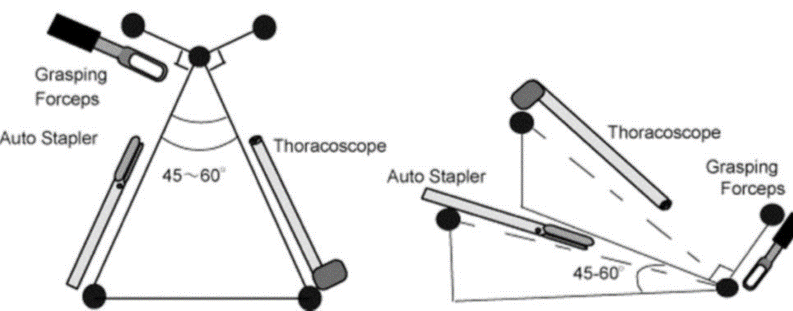 Grasping
Forceps
Auto Stapler
Thoracoscope
45～60°
Thoracoscope
Auto Stapler
Grasping
Forceps
45-60°